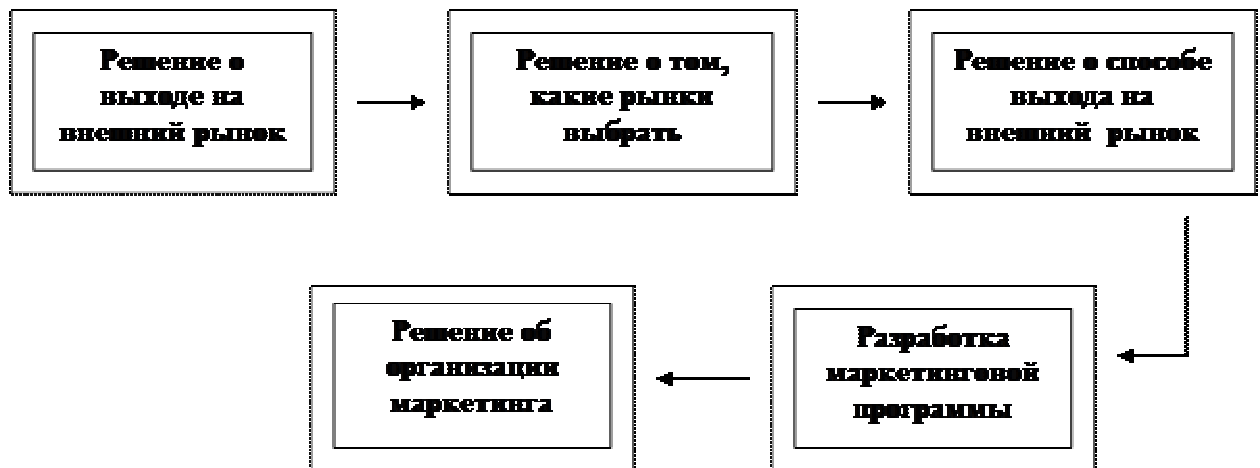 Решение о
выходе на
внешний рынок
Решение о том,
какие рынки
выбрать
Решение о способе
выхода на
внешний рынок
Разработка
маркетинговой
программы
Решение об
организации
маркетинга